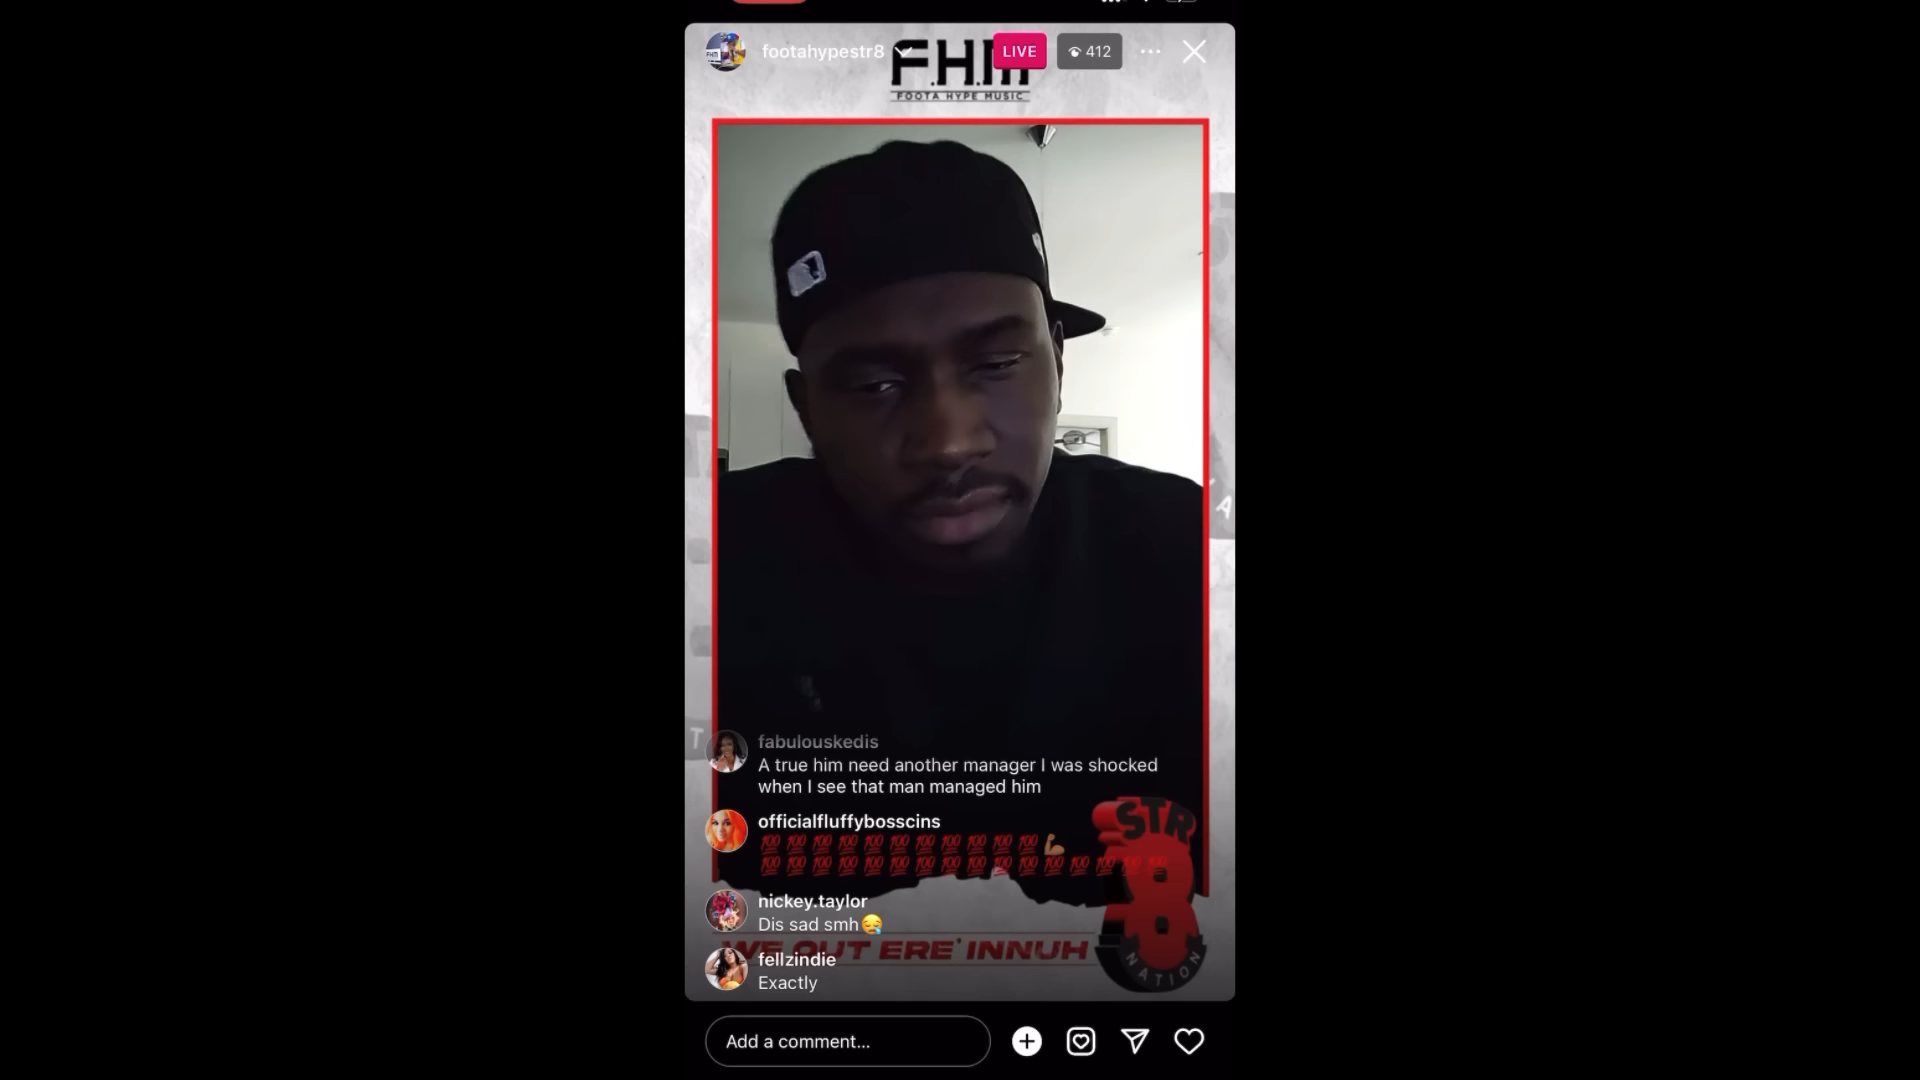 footahypestr8
F.H.M
LIVE
412
FOOTA HYPE MUSIC
fabulouskedis
A true him need another manager I was shocked
when I see that man managed him
officialfluffybosscins
💯💯💯💯💯💯💯💯💯💯💯💪🏽
💯💯💯💯💯💯💯💯💯💯💯💯💯💯💯💯
STR
8
NATION
nickey.taylor
Dis sad smh😪
WE OUT ERE' INNUH
fellzindie
Exactly
Add a comment...